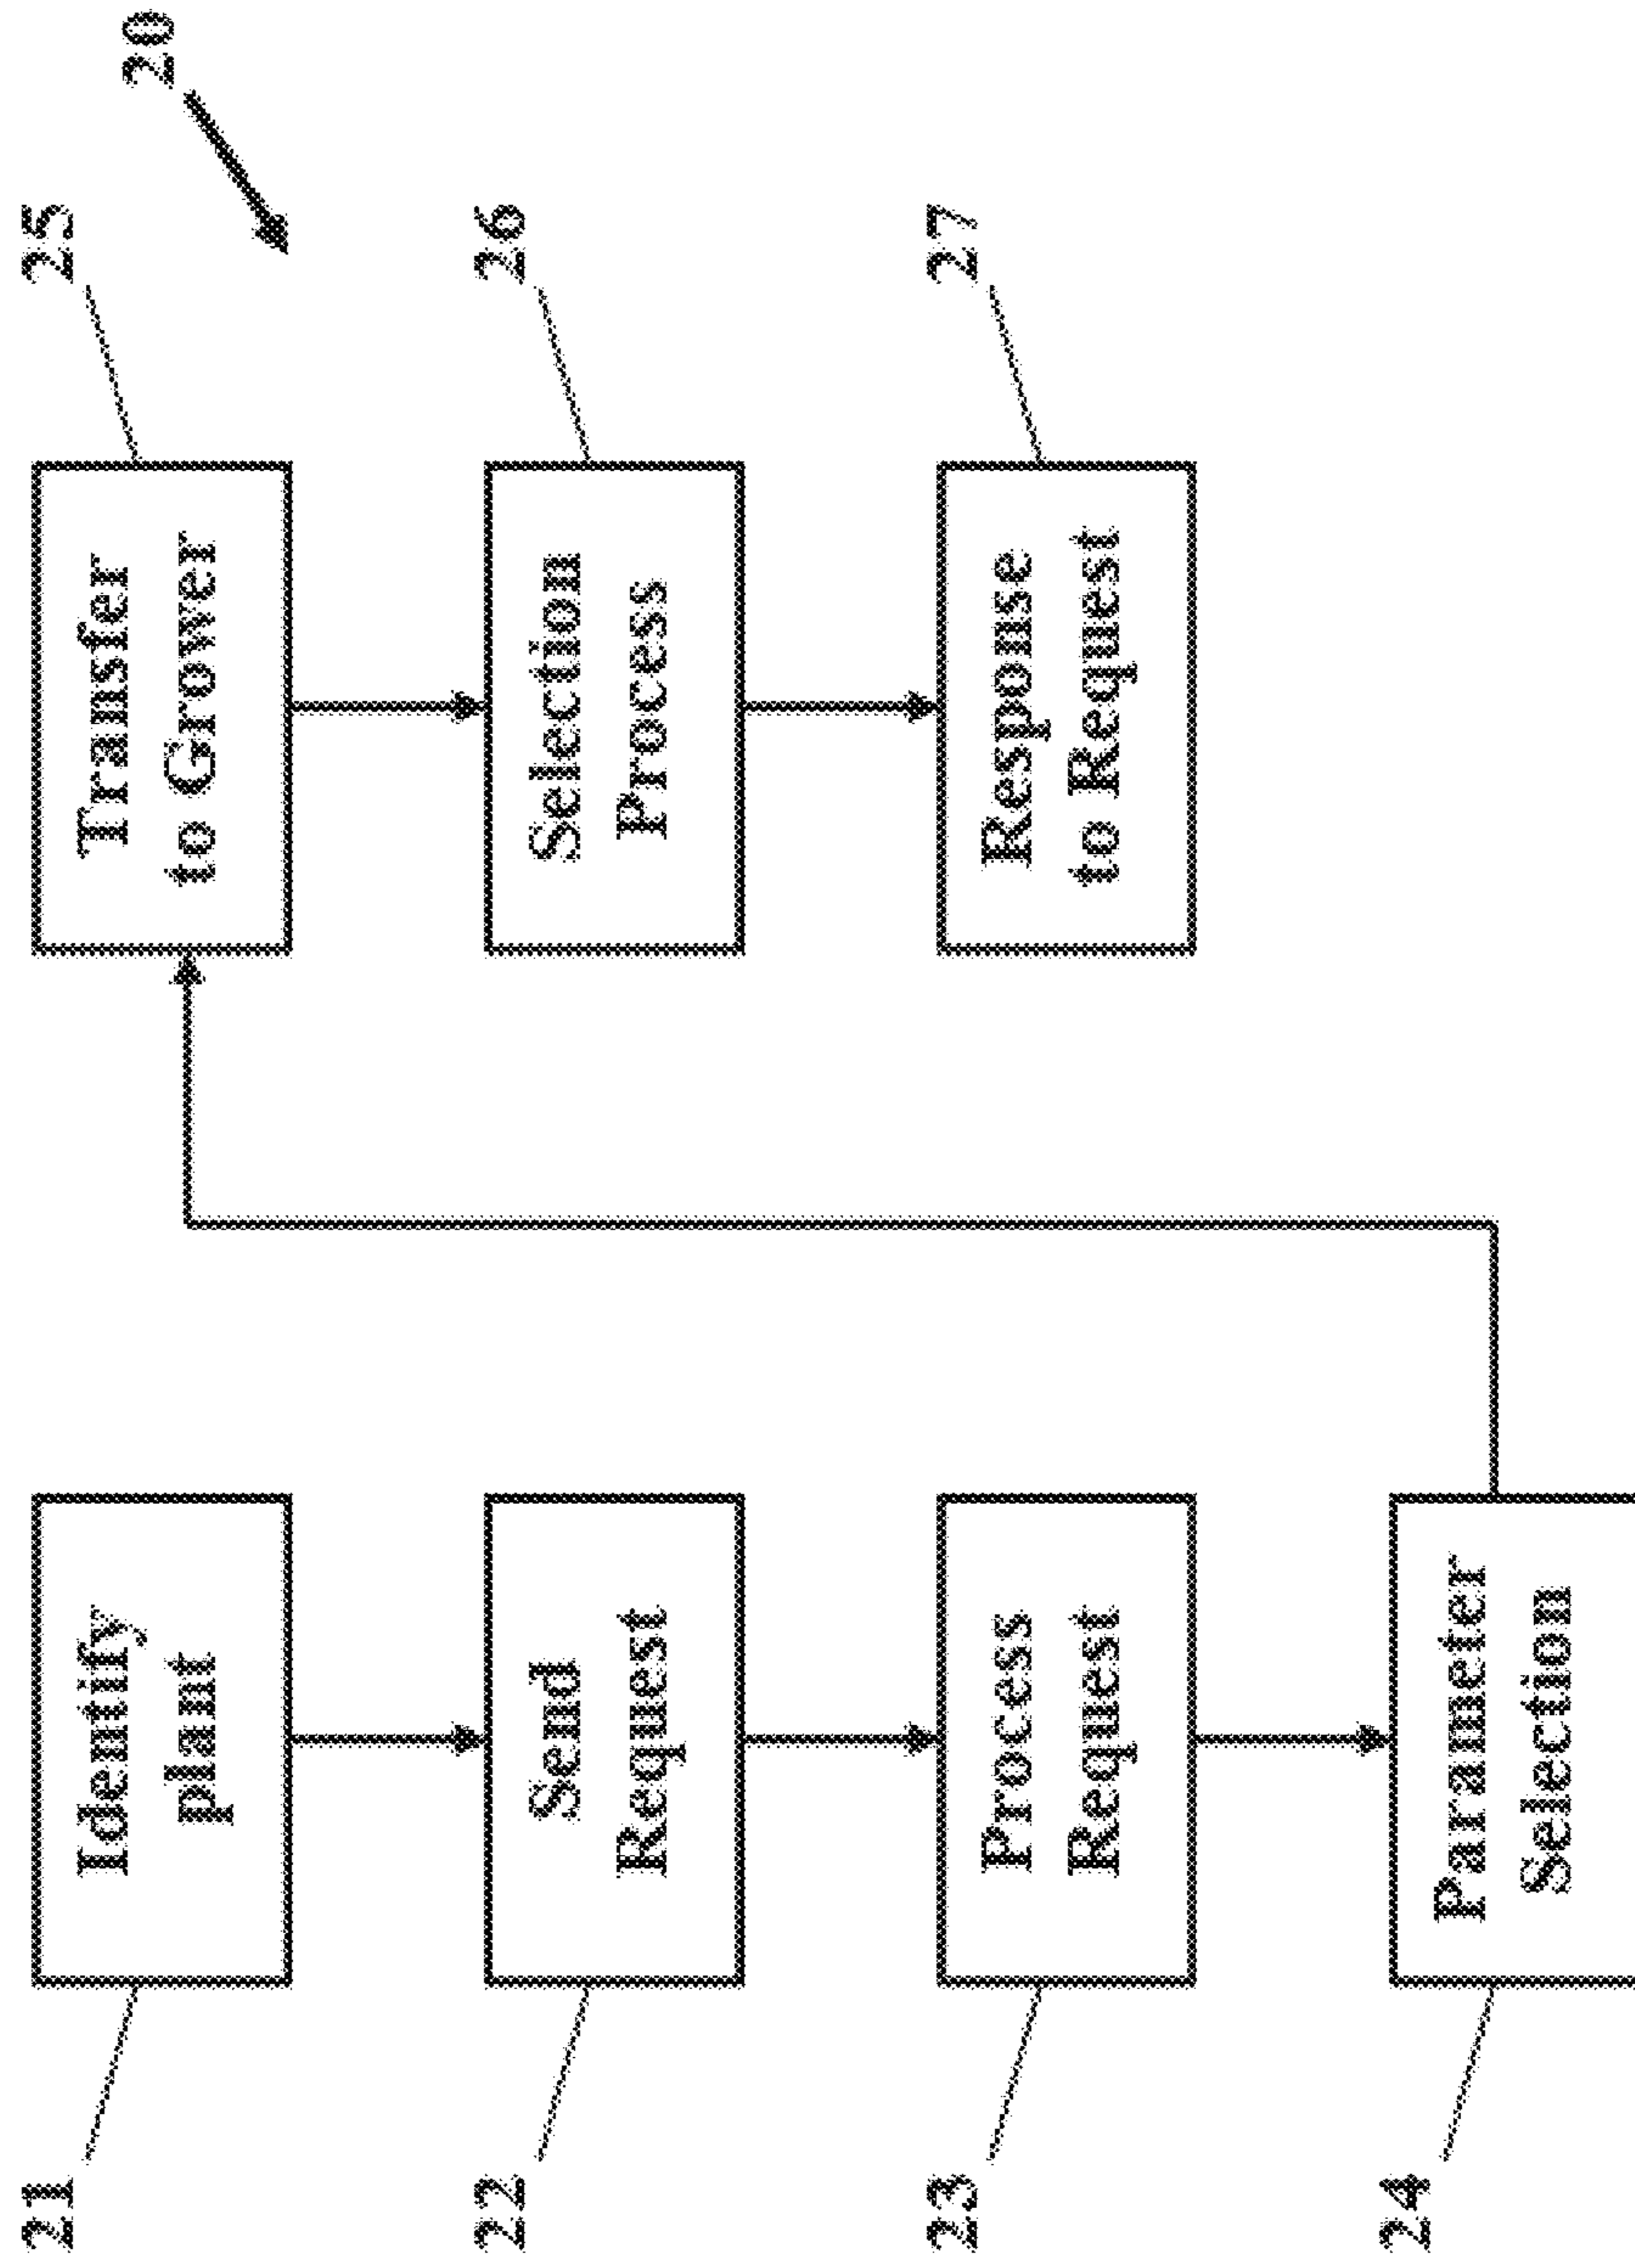 20
21
Identify
plant
22
Send
Request
23
Process
Request
24
Parameter
Selection
25
Transfer
to Grower
26
Selection
Process
27
Response
to Request